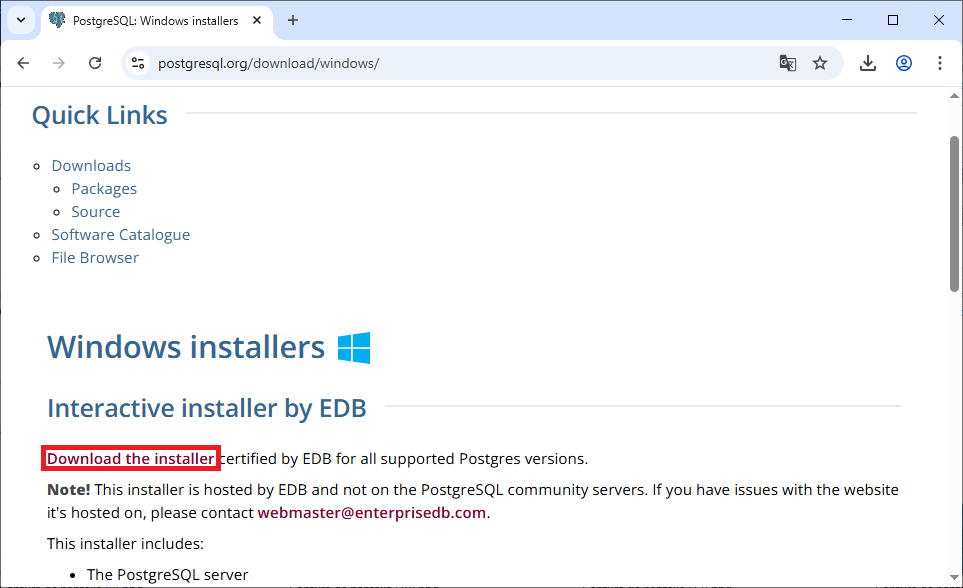 PostgreSQL: Windows installers
postgresql.org/download/windows/
Quick Links
Downloads
Packages
Source
Software Catalogue
File Browser
Windows installers
Interactive installer by EDB
Download the installer certified by EDB for all supported Postgres versions.
Note! This installer is hosted by EDB and not on the PostgreSQL community servers. If you have issues with the website
it's hosted on, please contact webmaster@enterprisedb.com.
This installer includes:
The PostgreSQL server